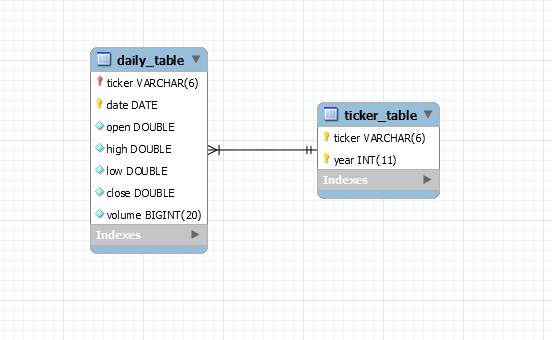 daily_table
ticker VARCHAR(6)
date DATE
open DOUBLE
high DOUBLE
low DOUBLE
close DOUBLE
volume BIGINT(20)
Indexes
ticker_table
ticker VARCHAR(6)
year INT(11)
Indexes